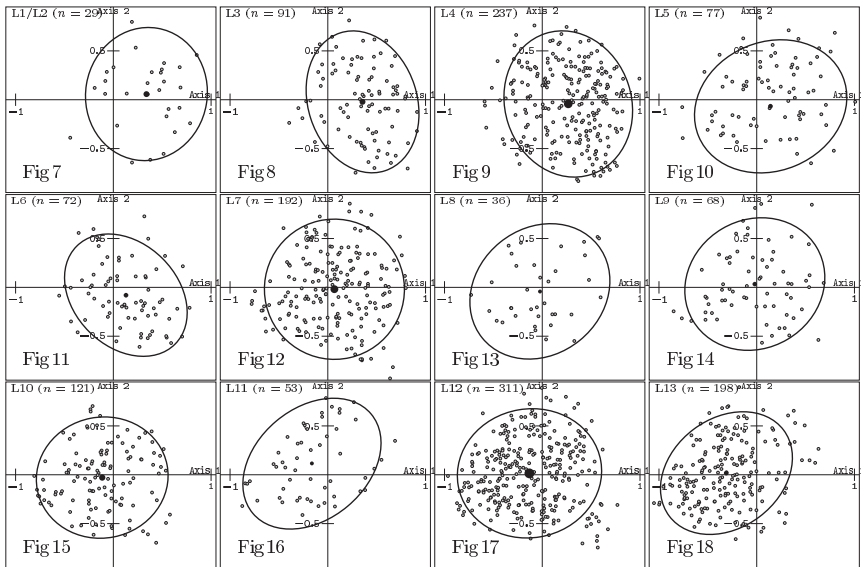 L1/L2 (n = 29) Axis 2
0.5
Axis 1
−1 1
−0.5
Fig 7
L3 (n = 91) Axis 2
0.5
Axis 1
−1 1
−0.5
Fig 8
L4 (n = 237) Axis 2
0.5
Axis 1
−1 1
−0.5
Fig 9
L5 (n = 77) Axis 2
0.5
Axis 1
−1 1
−0.5
Fig 10
L6 (n = 72) Axis 2
0.5
Axis 1
−1 1
−0.5
Fig 11
L7 (n = 192) Axis 2
0.5
Axis 1
−1 1
−0.5
Fig 12
L8 (n = 36) Axis 2
0.5
Axis 1
−1 1
−0.5
Fig 13
L9 (n = 68) Axis 2
0.5
Axis 1
−1 1
−0.5
Fig 14
L10 (n = 121) Axis 2
0.5
Axis 1
−1 1
−0.5
Fig 15
L11 (n = 53) Axis 2
0.5
Axis 1
−1 1
−0.5
Fig 16
L12 (n = 311) Axis 2
0.5
Axis 1
−1 1
−0.5
Fig 17
L13 (n = 198) Axis 2
0.5
Axis 1
−1 1
−0.5
Fig 18